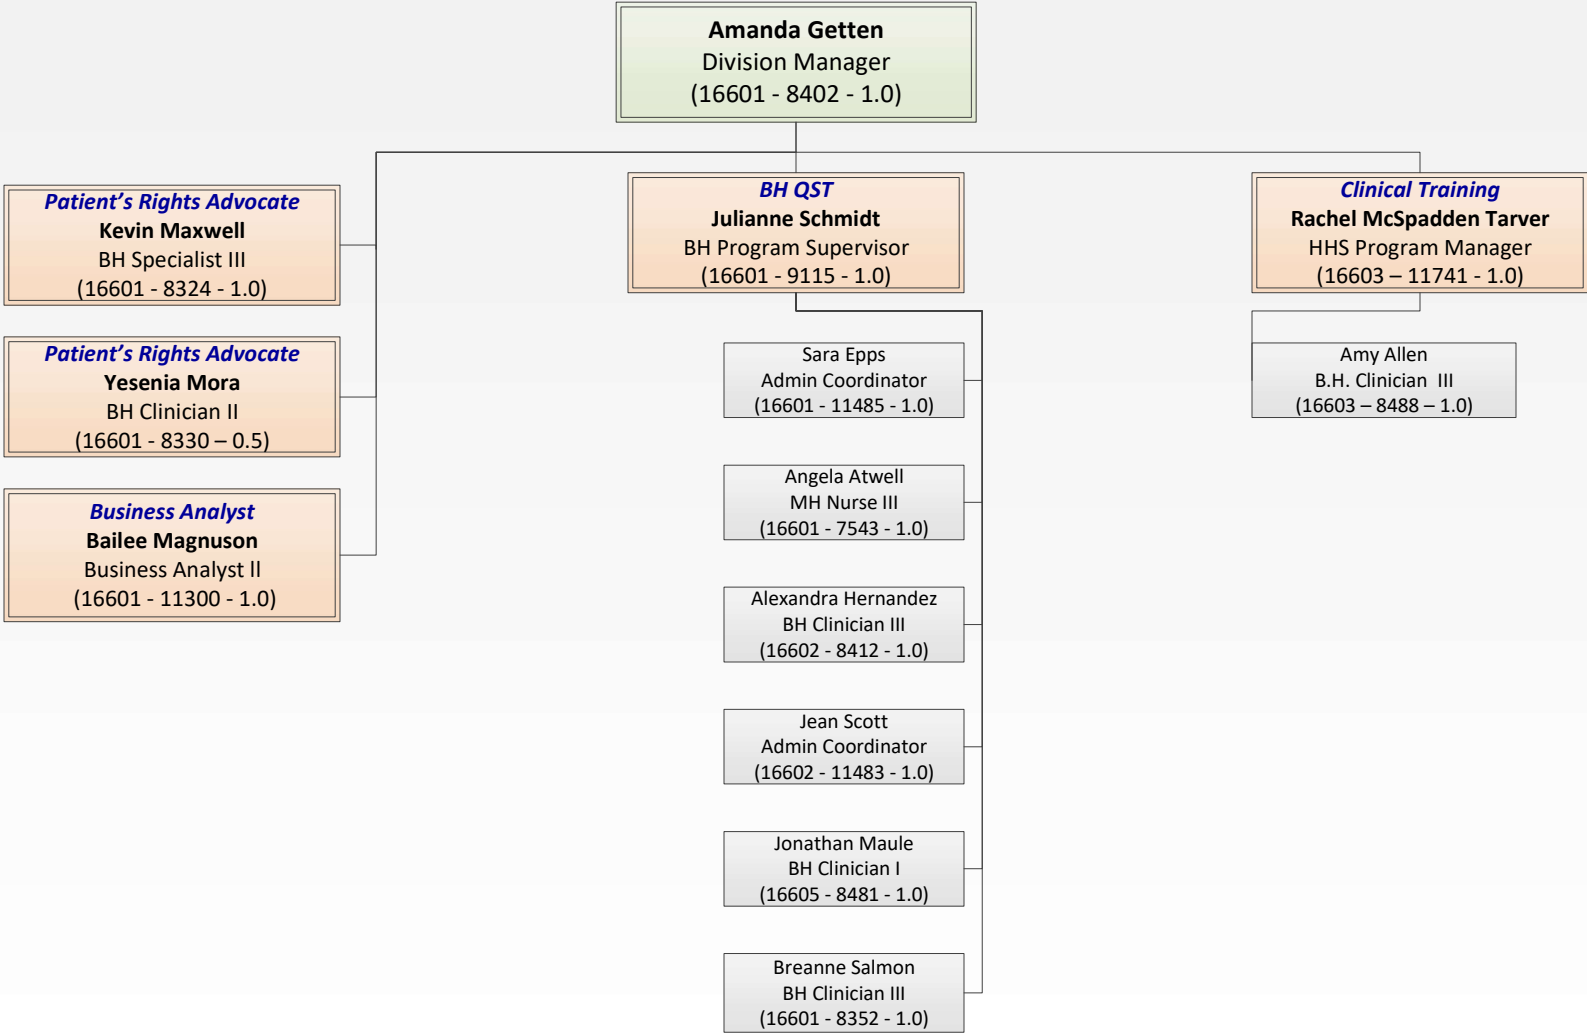 Amanda Getten
Division Manager
(16601 - 8402 - 1.0)
Patient’s Rights Advocate
Kevin Maxwell
BH Specialist III
(16601 - 8324 - 1.0)
Patient’s Rights Advocate
Yesenia Mora
BH Clinician II
(16601 - 8330 – 0.5)
Business Analyst
Bailee Magnuson
Business Analyst ll
(16601 - 11300 - 1.0)
BH QST
Julianne Schmidt
BH Program Supervisor
(16601 - 9115 - 1.0)
Sara Epps
Admin Coordinator
(16601 - 11485 - 1.0)
Angela Atwell
MH Nurse III
(16601 - 7543 - 1.0)
Alexandra Hernandez
BH Clinician III
(16602 - 8412 - 1.0)
Jean Scott
Admin Coordinator
(16602 - 11483 - 1.0)
Jonathan Maule
BH Clinician I
(16605 - 8481 - 1.0)
Breanne Salmon
BH Clinician III
(16601 - 8352 - 1.0)
Clinical Training
Rachel McSpadden Tarver
HHS Program Manager
(16603 – 11741 - 1.0)
Amy Allen
B.H. Clinician  III
(16603 – 8488 – 1.0)